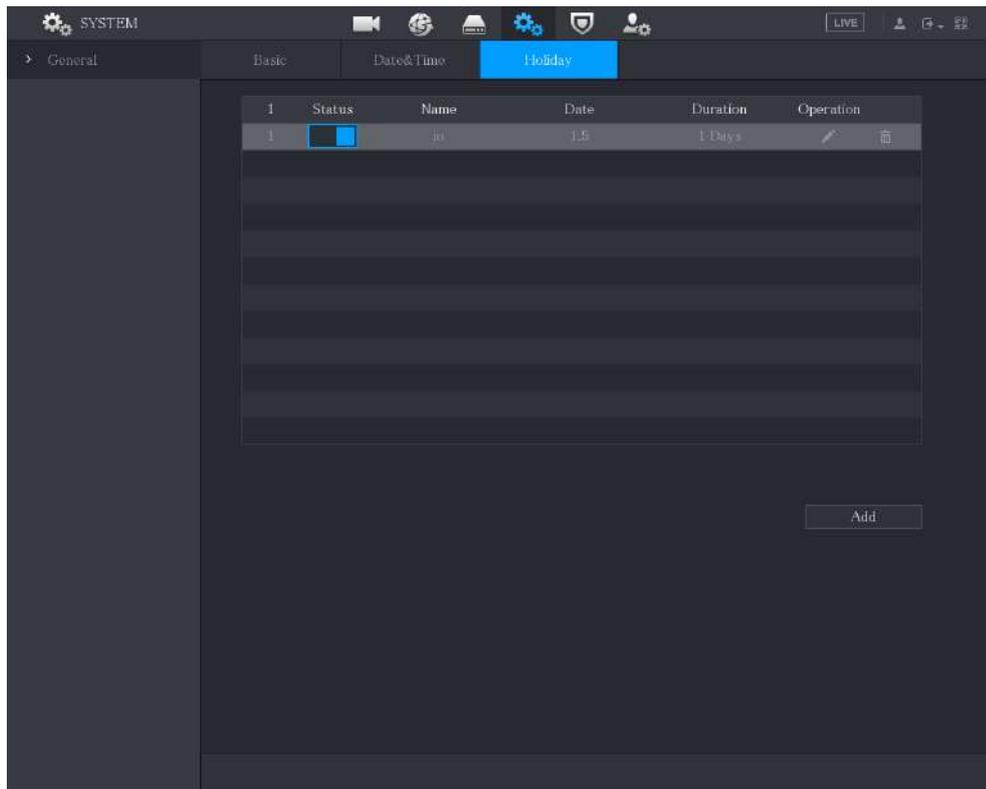 SYSTEM LIVE
General Basic Date&Time Holiday
1 Status Name Date Duration Operation
1 1.5 1 Days
Add